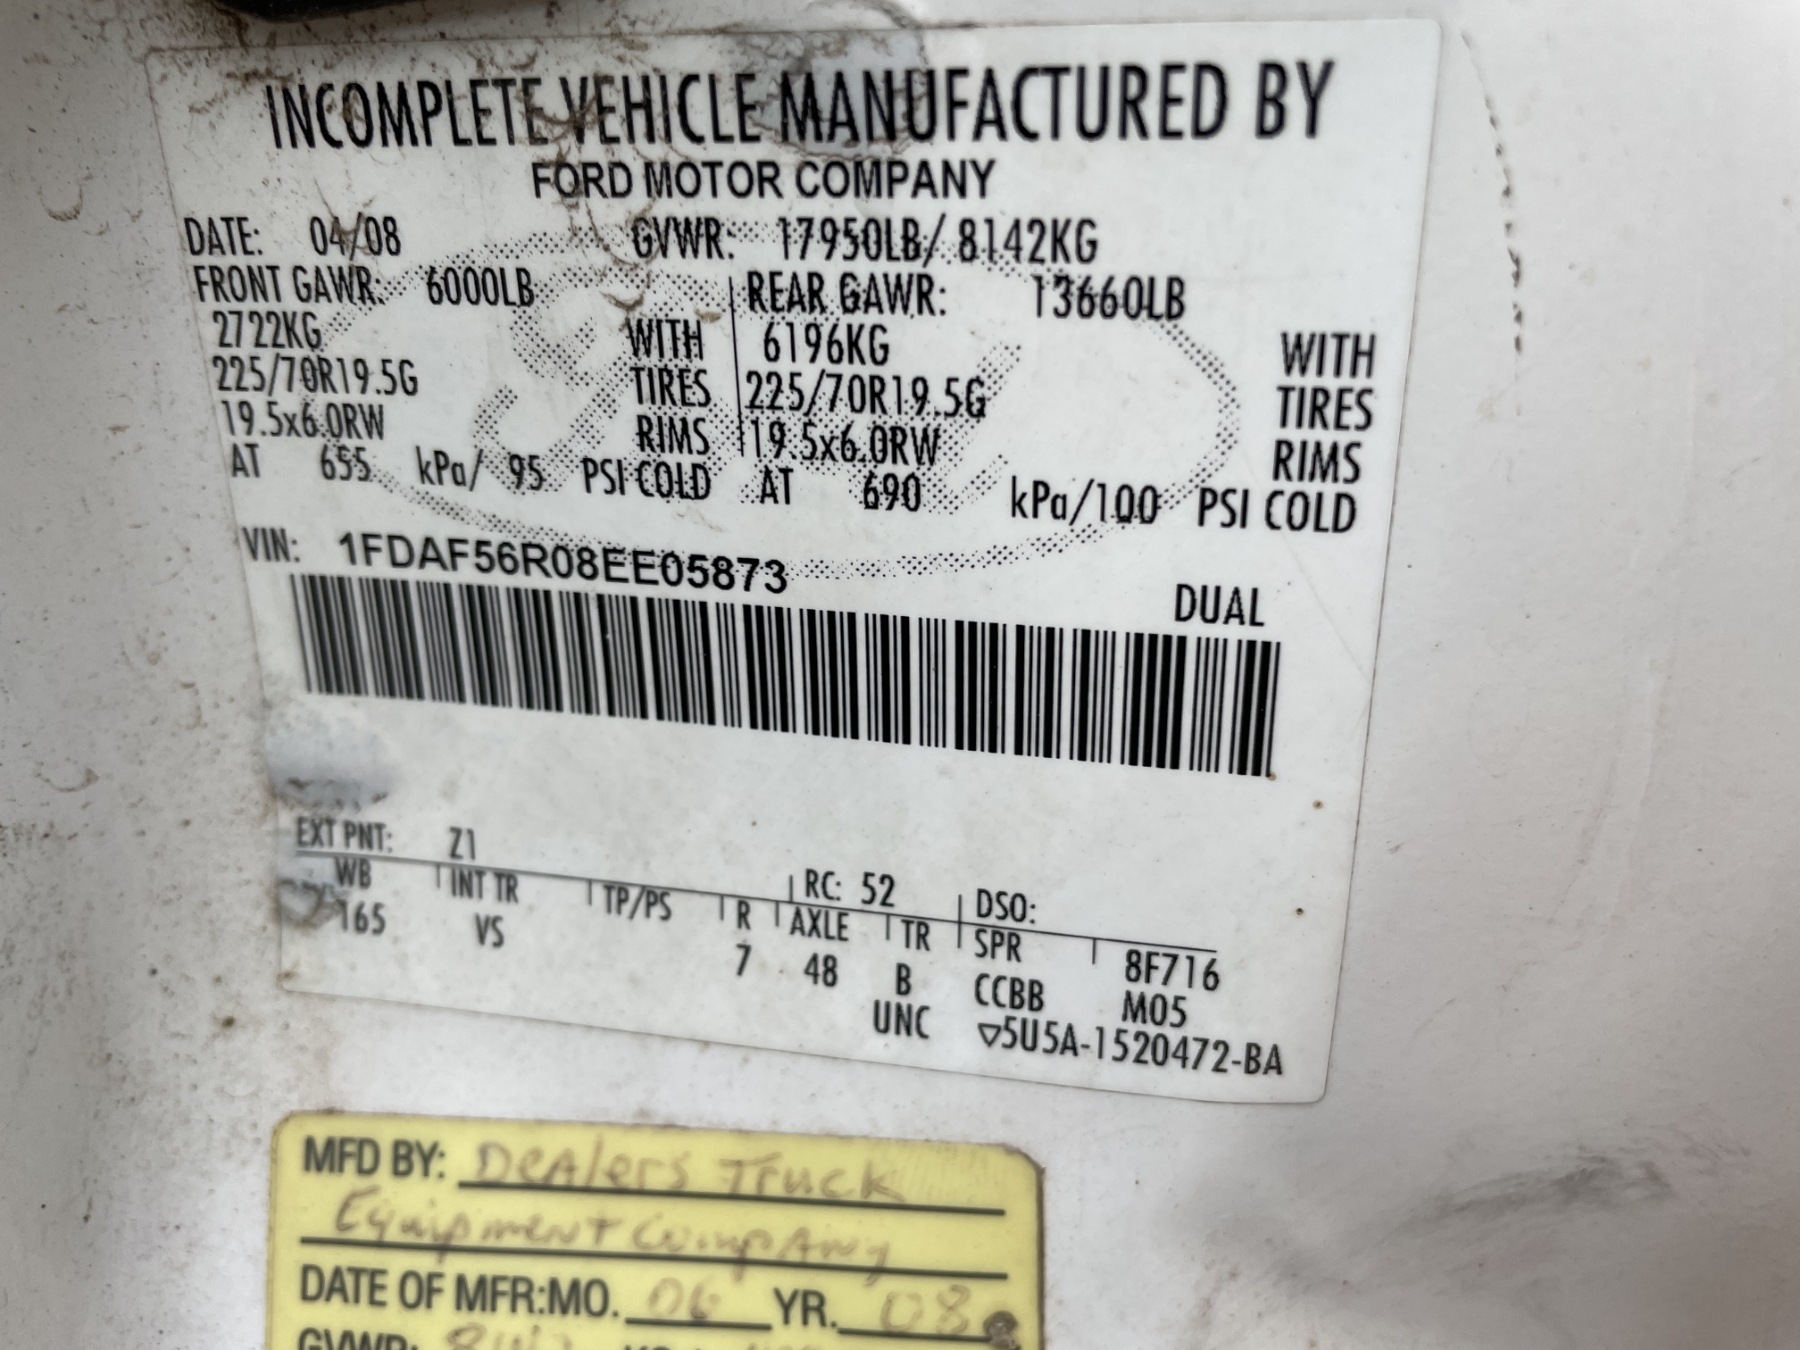 INCOMPLETE VEHICLE MANUFACTURED BY
FORD MOTOR COMPANY
DATE: 04/08 GVWR: 17950LB/ 8142KG
FRONT GAWR: 6000LB REAR GAWR: 13660LB
2722KG WITH 6196KG WITH
225/70R19.5G TIRES 225/70R19.5G TIRES
19.5x6.0RW RIMS 19.5x6.0RW RIMS
AT 655 kPa/ 95 PSI COLD AT 690 kPa/100 PSI COLD
VIN: 1FDAF56R08EE05873
DUAL
EXT PNT: Z1 RC: 52 DSO:
WB INT TR TP/PS R AXLE TR SPR 8F716
165 VS 7 48 B CCBB M05
UNC ▽5U5A-1520472-BA
MFD BY: Dealers Truck
Equipment Company
DATE OF MFR:MO. 06 YR. 08
GVWR: